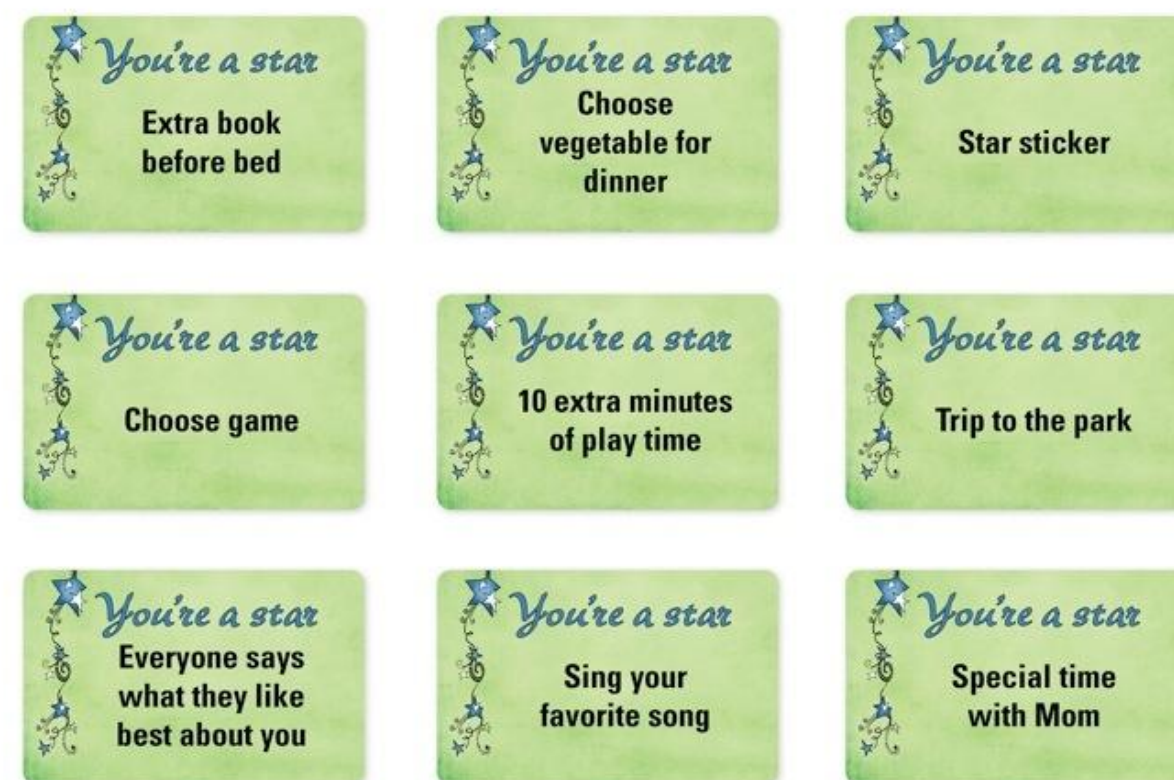 You're a star
Extra book
before bed
You're a star
Choose
vegetable for
dinner
You're a star
Star sticker
You're a star
Choose game
You're a star
10 extra minutes
of play time
You're a star
Trip to the park
You're a star
Everyone says
what they like
best about you
You're a star
Sing your
favorite song
You're a star
Special time
with Mom